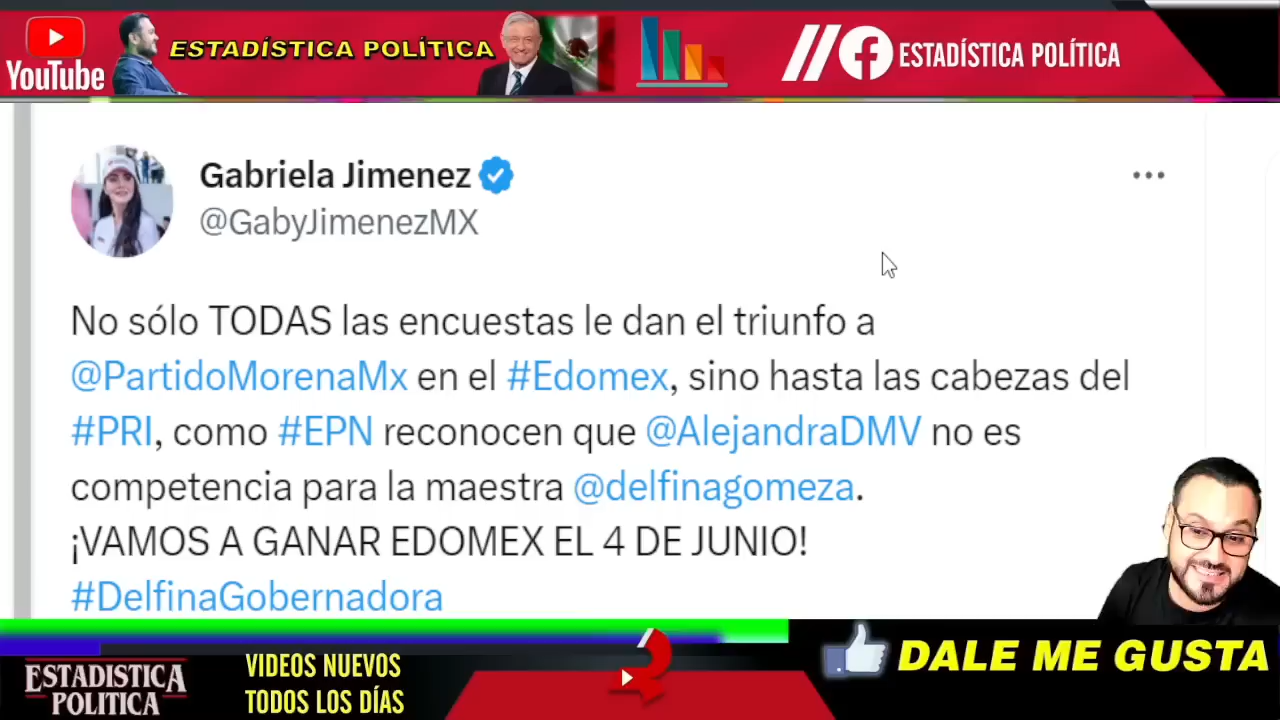 YouTube
ESTADÍSTICA POLÍTICA
ESTADÍSTICA POLÍTICA
Gabriela Jimenez
@GabyJimenezMX
No sólo TODAS las encuestas le dan el triunfo a
@PartidoMorenaMx en el #Edomex, sino hasta las cabezas del
#PRI, como #EPN reconocen que @AlejandraDMV no es
competencia para la maestra @delfinagomeza.
¡VAMOS A GANAR EDOMEX EL 4 DE JUNIO!
#DelfinaGobernadora
ESTADISTICA
POLÍTICA
VIDEOS NUEVOS
TODOS LOS DÍAS
DALE ME GUSTA